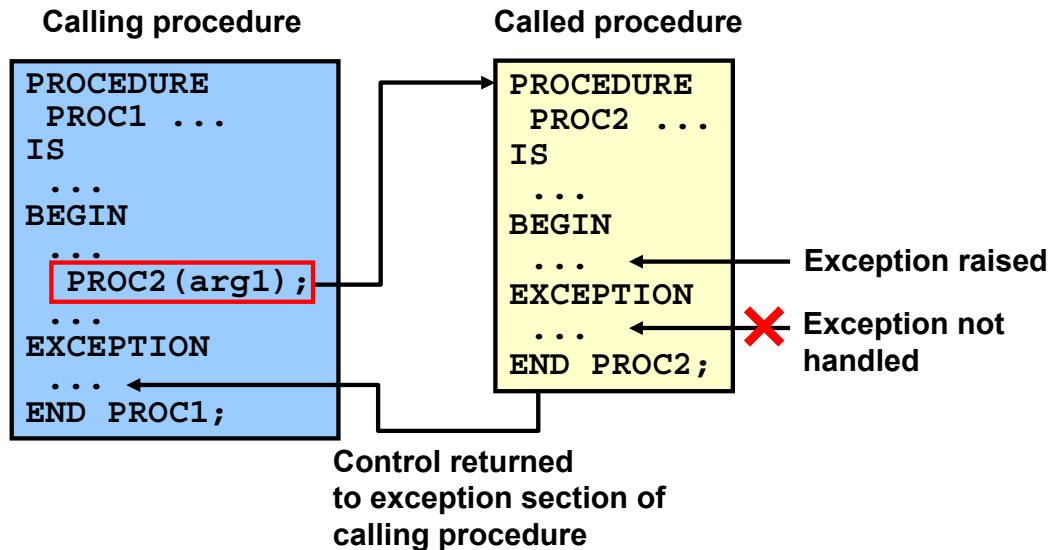 Calling procedure
PROCEDURE
PROC1 ...
IS
...
BEGIN
...
PROC2(arg1);
...
EXCEPTION
...
END PROC1;
Called procedure
PROCEDURE
PROC2 ...
IS
...
BEGIN
...
EXCEPTION
...
END PROC2;
Exception raised
Exception not
handled
Control returned
to exception section of
calling procedure